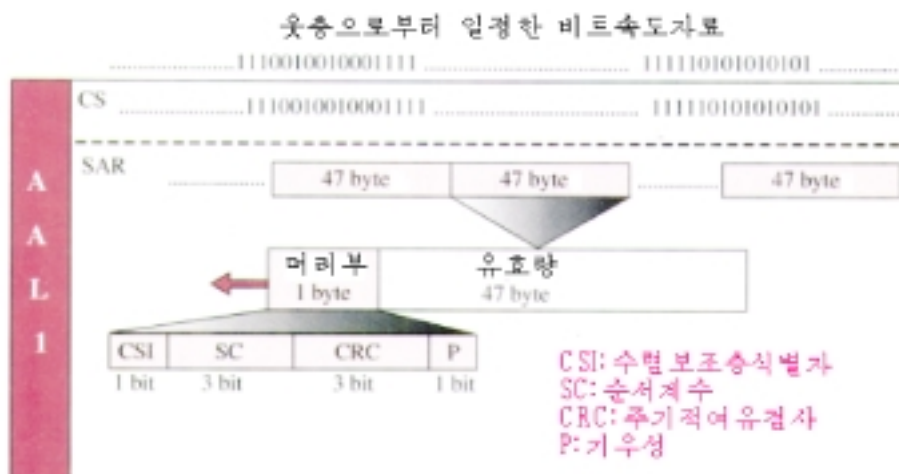 웃층으로부터 일정한 비트속도자료
....................1110010010001111 ...................................1111110101010101 ............
CS ....................1110010010001111 ...................................1111110101010101 ............
SAR
................ 47 byte 47 byte ............. 47 byte
A
A
L
1
머리부 유효량
1 byte 47 byte
CSI SC CRC P
1 bit 3 bit 3 bit 1 bit
CSI: 수렴보조층식별자
SC: 순서계수
CRC: 주기적여유검사
P: 기우성